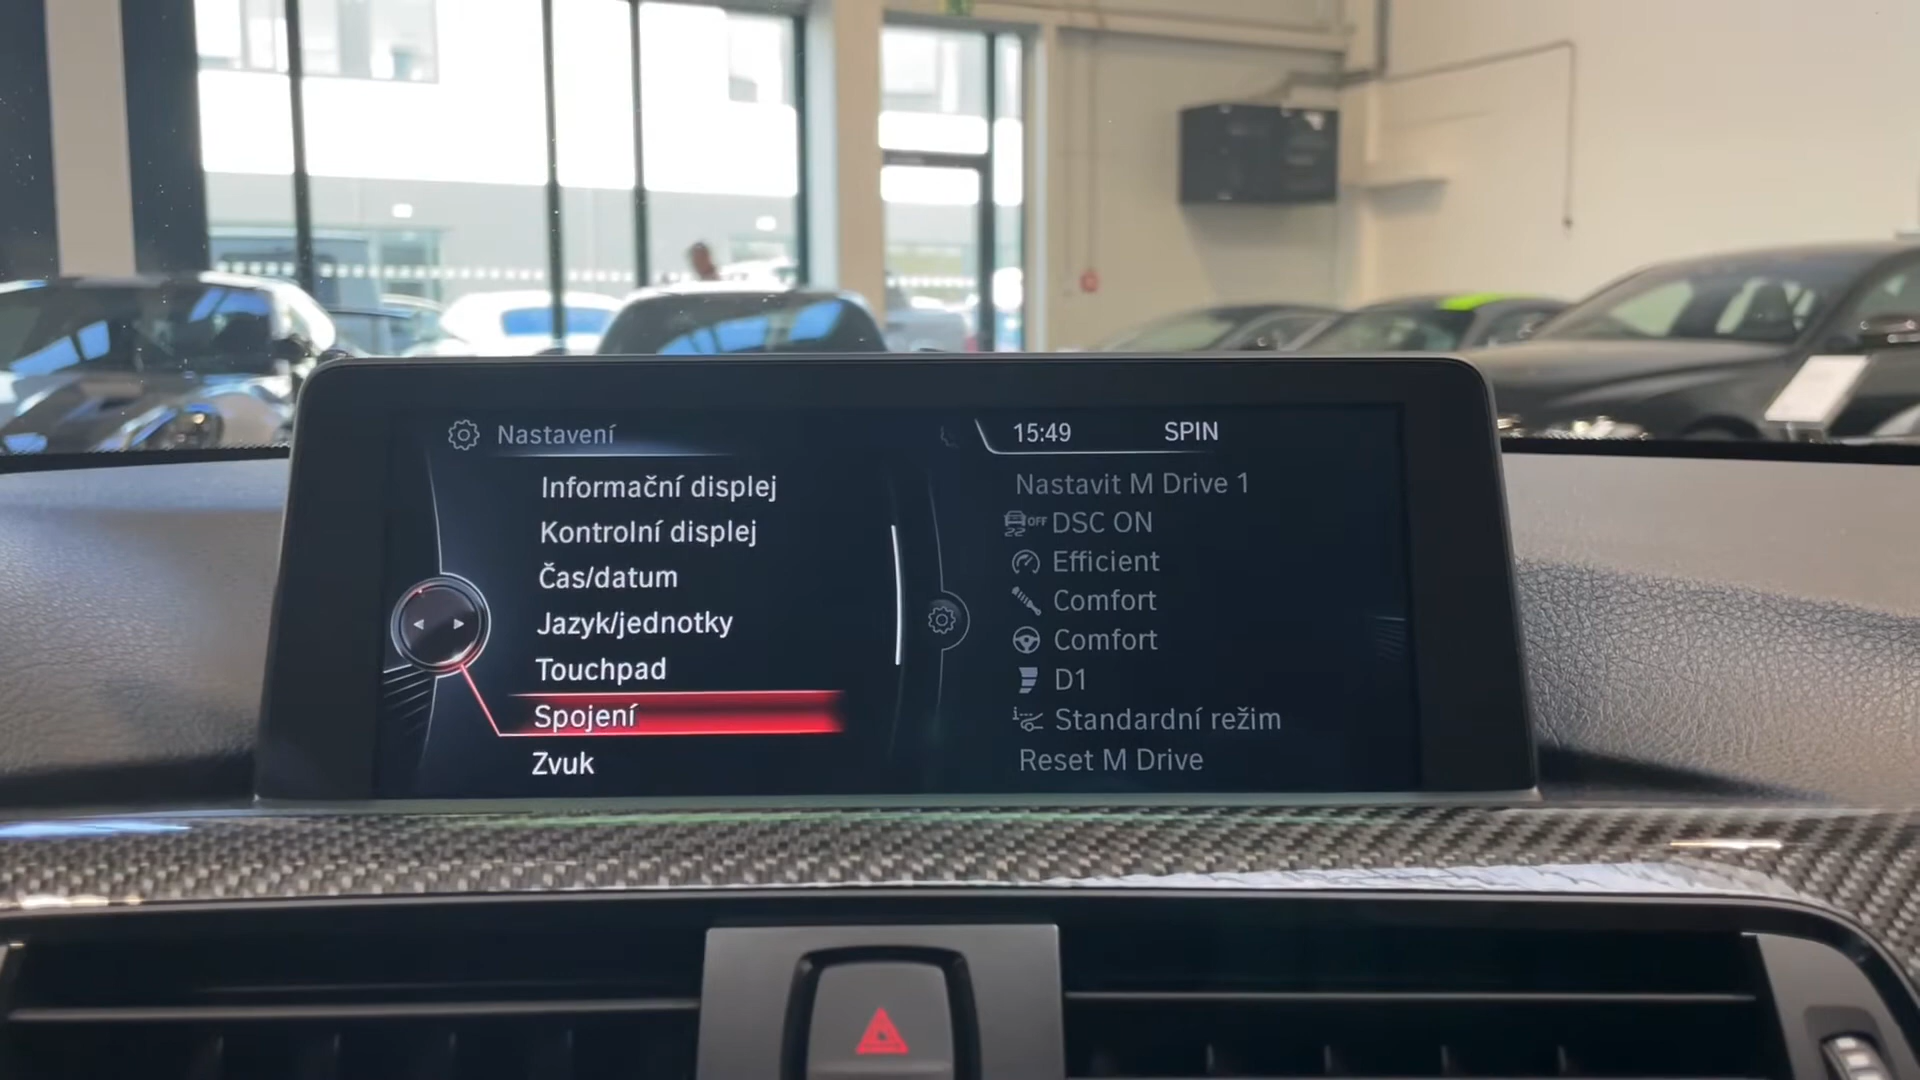 Nastavení
Informační displej
Kontrolní displej
Čas/datum
Jazyk/jednotky
Touchpad
Spojení
Zvuk
15:49 SPIN
Nastavit M Drive 1
OFF DSC ON
Efficient
Comfort
Comfort
D1
Standardní režim
Reset M Drive